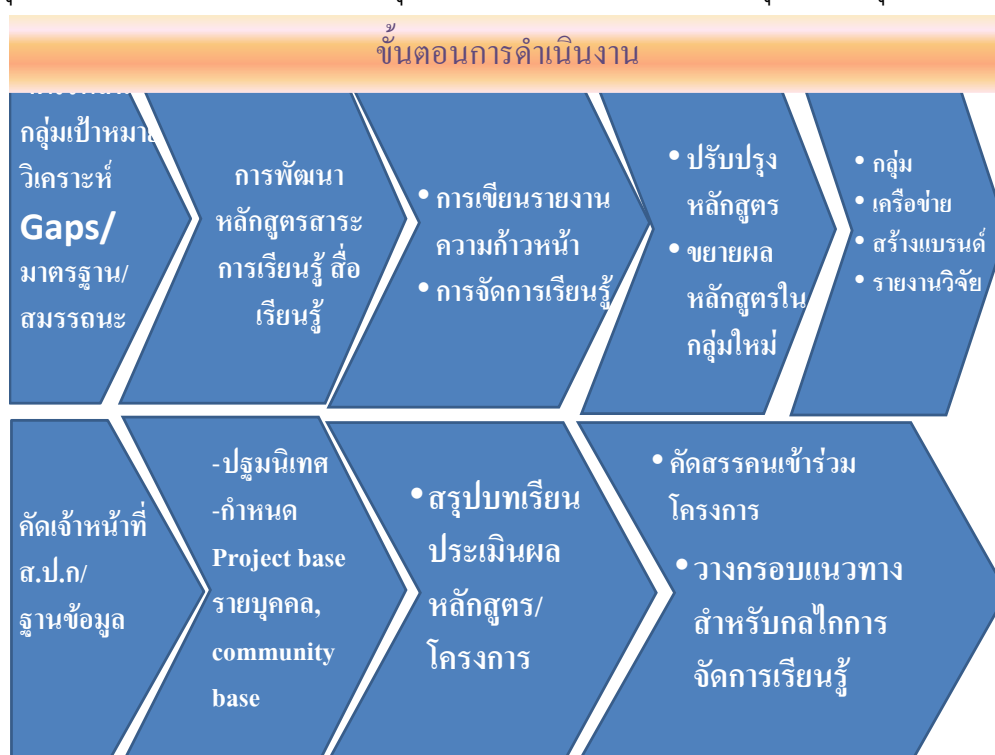 ขั้นตอนการดำเนินงาน
กลุ่มเป้าหมาย
วิเคราะห์
Gaps/
มาตรฐาน/
สมรรถนะ
การพัฒนา
หลักสูตรสาระ
การเรียนรู้ สื่อ
เรียนรู้
• การเขียนรายงาน
ความก้าวหน้า
• การจัดการเรียนรู้
• ปรับปรุง
หลักสูตร
• ขยายผล
หลักสูตรใน
กลุ่มใหม่
• กลุ่ม
• เครือข่าย
• สร้างแบรนด์
• รายงานวิจัย
คัดเจ้าหน้าที่
ส.ป.ก/
ฐานข้อมูล
-ปฐมนิเทศ
-กำหนด
Project base
รายบุคคล,
community
base
• สรุปบทเรียน
ประเมินผล
หลักสูตร/
โครงการ
• คัดสรรคนเข้าร่วม
โครงการ
• วางกรอบแนวทาง
สำหรับกลไกการ
จัดการเรียนรู้